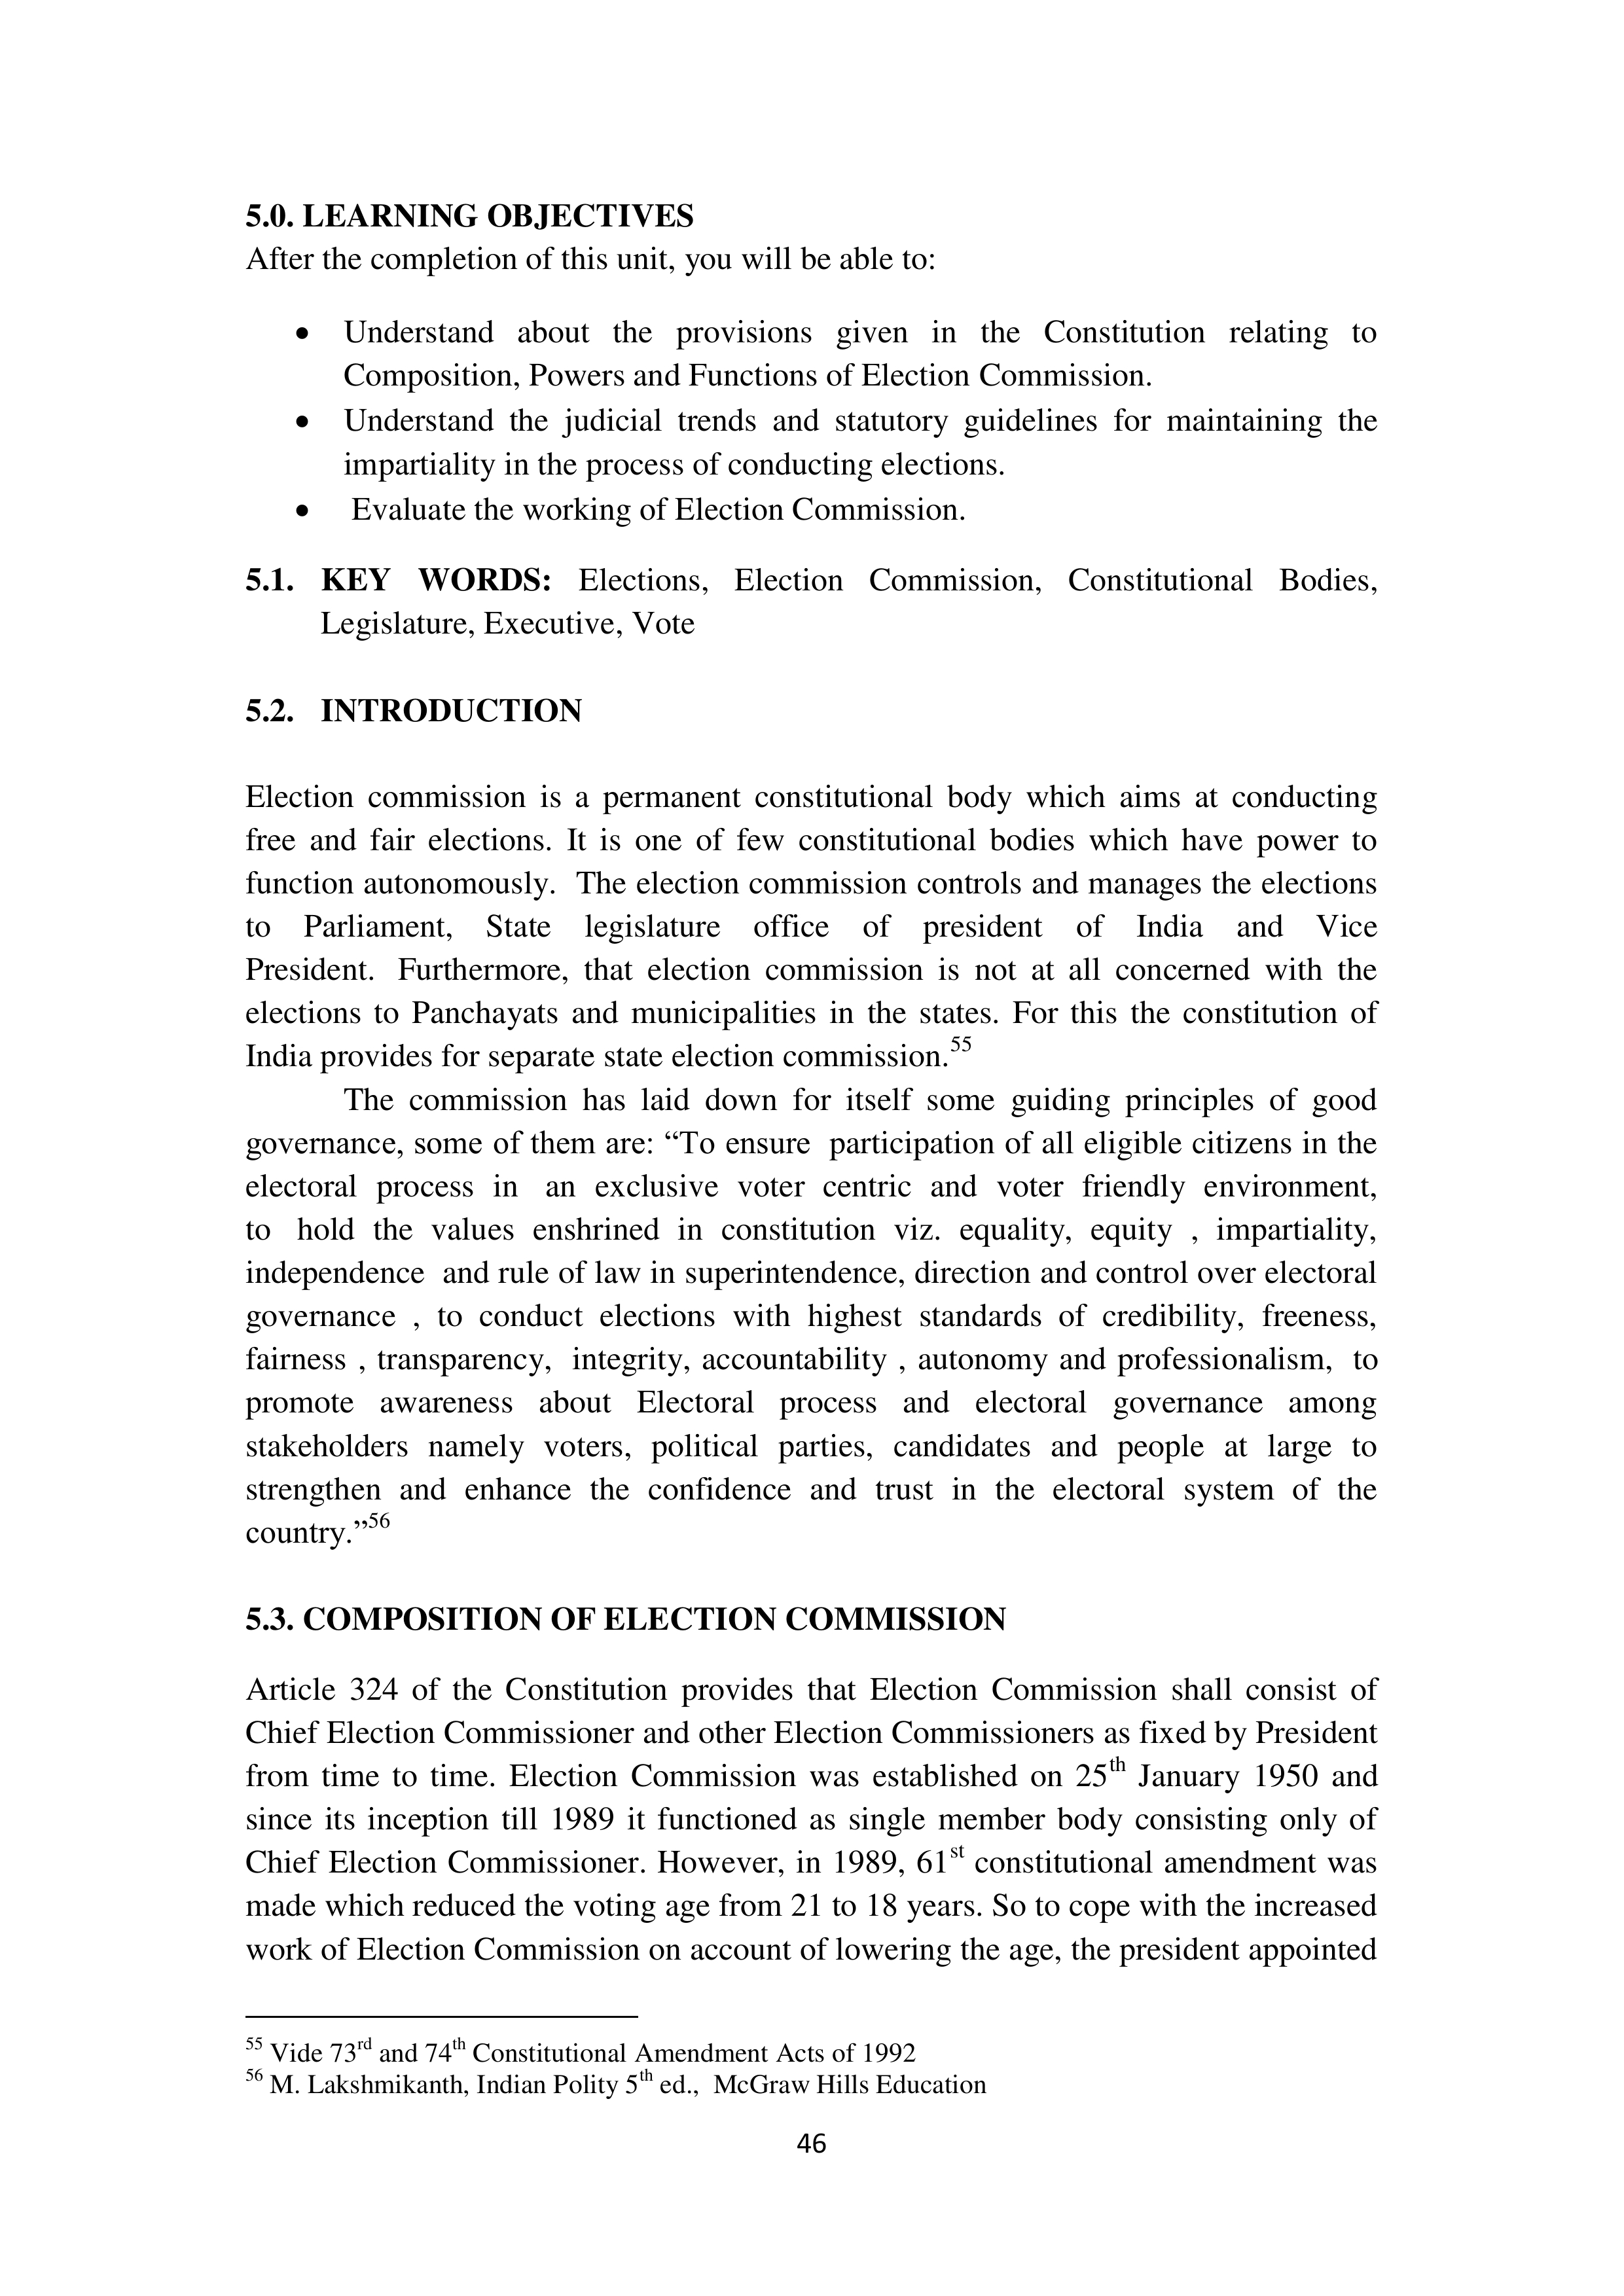 5.0. LEARNING OBJECTIVES
After the completion of this unit, you will be able to:
• Understand about the provisions given in the Constitution relating to
Composition, Powers and Functions of Election Commission.
• Understand the judicial trends and statutory guidelines for maintaining the
impartiality in the process of conducting elections.
• Evaluate the working of Election Commission.
5.1. KEY WORDS: Elections, Election Commission, Constitutional Bodies,
Legislature, Executive, Vote
5.2. INTRODUCTION
Election commission is a permanent constitutional body which aims at conducting
free and fair elections. It is one of few constitutional bodies which have power to
function autonomously. The election commission controls and manages the elections
to Parliament, State legislature office of president of India and Vice
President. Furthermore, that election commission is not at all concerned with the
elections to Panchayats and municipalities in the states. For this the constitution of
India provides for separate state election commission.55
The commission has laid down for itself some guiding principles of good
governance, some of them are: “To ensure participation of all eligible citizens in the
electoral process in an exclusive voter centric and voter friendly environment,
to hold the values enshrined in constitution viz. equality, equity , impartiality,
independence and rule of law in superintendence, direction and control over electoral
governance , to conduct elections with highest standards of credibility, freeness,
fairness , transparency, integrity, accountability , autonomy and professionalism, to
promote awareness about Electoral process and electoral governance among
stakeholders namely voters, political parties, candidates and people at large to
strengthen and enhance the confidence and trust in the electoral system of the
country.”56
5.3. COMPOSITION OF ELECTION COMMISSION
Article 324 of the Constitution provides that Election Commission shall consist of
Chief Election Commissioner and other Election Commissioners as fixed by President
from time to time. Election Commission was established on 25th January 1950 and
since its inception till 1989 it functioned as single member body consisting only of
Chief Election Commissioner. However, in 1989, 61st constitutional amendment was
made which reduced the voting age from 21 to 18 years. So to cope with the increased
work of Election Commission on account of lowering the age, the president appointed
55 Vide 73rd and 74th Constitutional Amendment Acts of 1992
56 M. Lakshmikanth, Indian Polity 5th ed., McGraw Hills Education
46